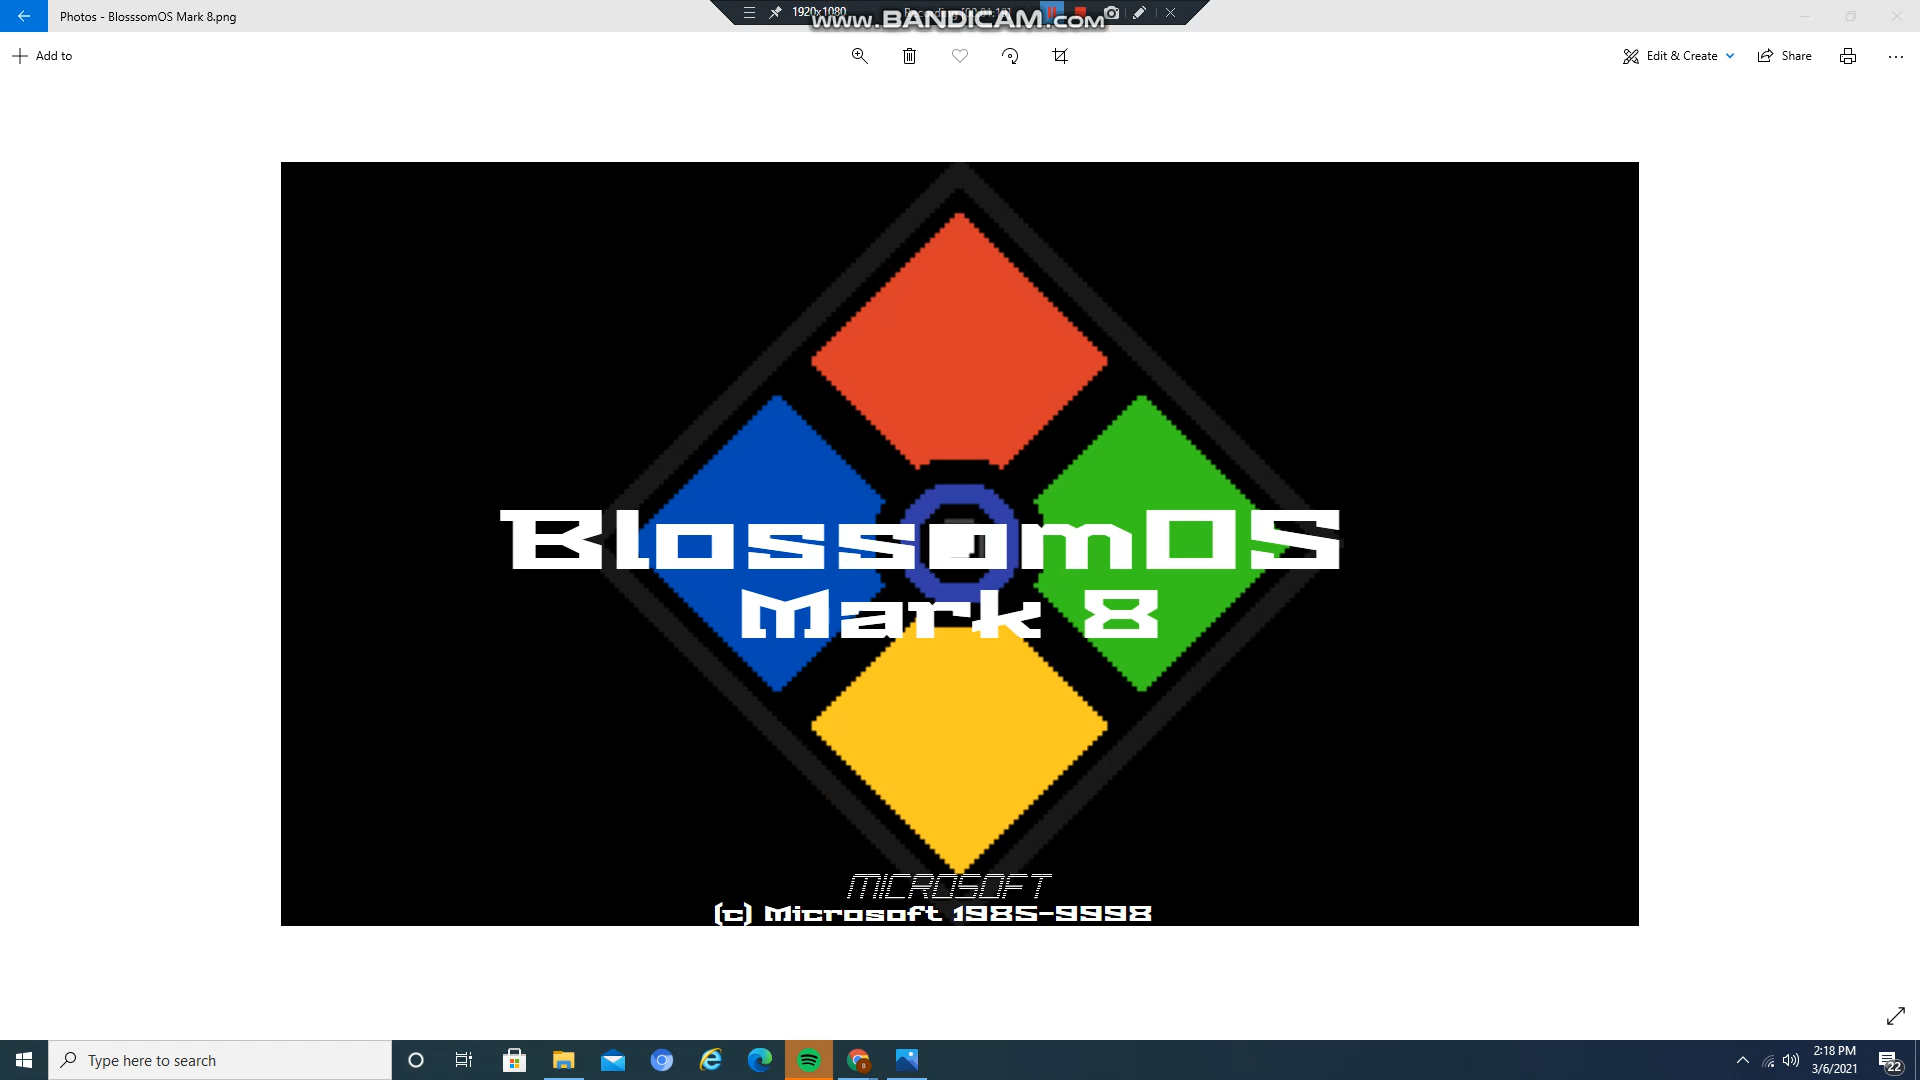 Photos - BlosssomOS Mark 8.png
1920x1080
www.BANDICAM.com
Add to
Edit & Create
Share
BlossomOS
Mark 8
MICROSOFT
(c) Microsoft 1985-9998
Type here to search
2:18 PM
3/6/2021
22